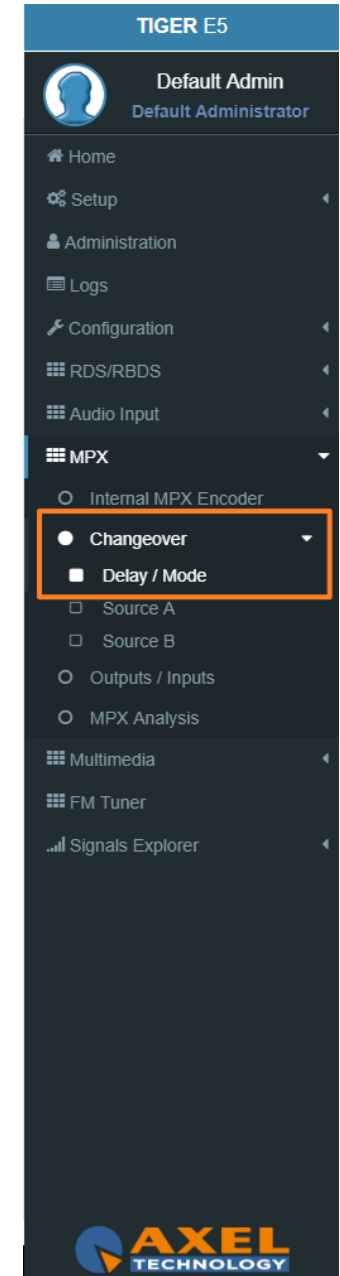 TIGER E5
Default Admin
Default Administrator
Home
Setup
Administration
Logs
Configuration
RDS/RBDS
Audio Input
MPX
Internal MPX Encoder
Changeover
Delay / Mode
Source A
Source B
Outputs / Inputs
MPX Analysis
Multimedia
FM Tuner
Signals Explorer
AXEL
TECHNOLOGY